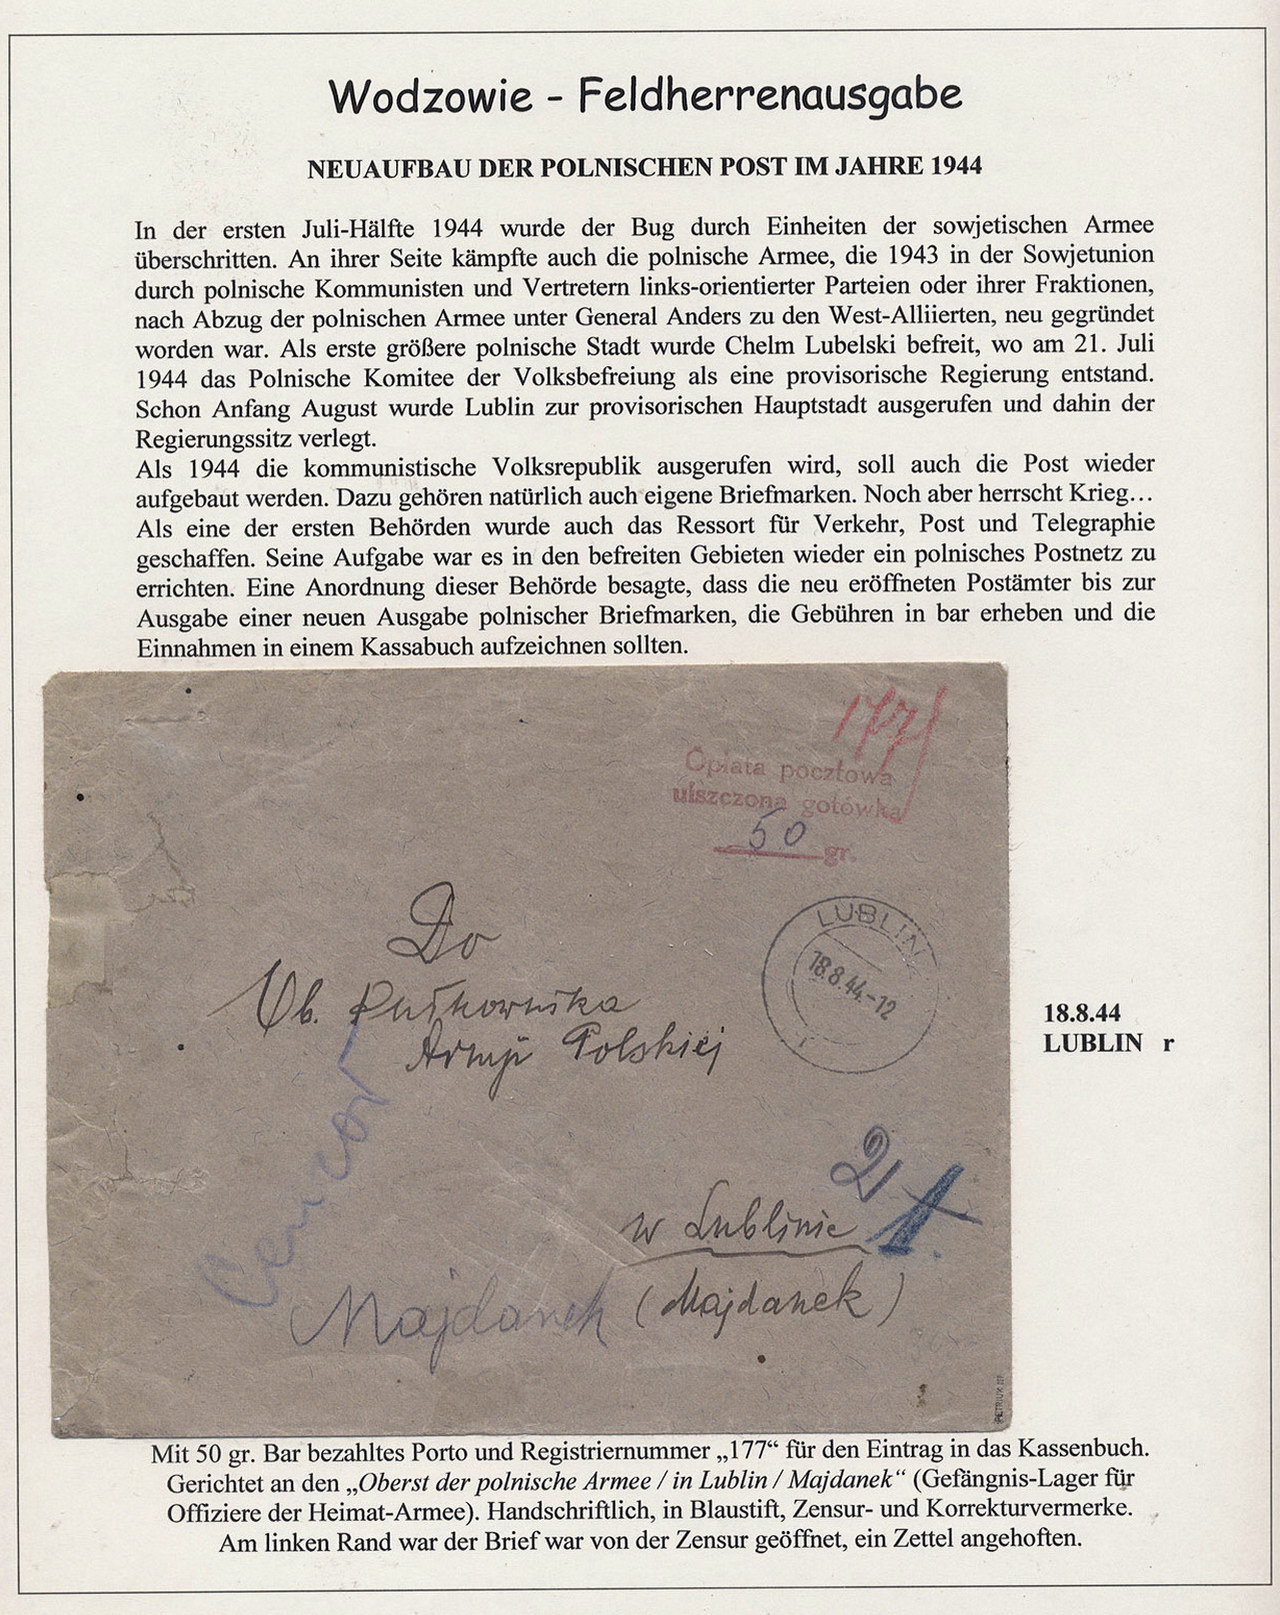 Wodzowie - Feldherrenausgabe
NEUAUFBAU DER POLNISCHEN POST IM JAHRE 1944
In der ersten Juli-Hälfte 1944 wurde der Bug durch Einheiten der sowjetischen Armee
überschritten. An ihrer Seite kämpfte auch die polnische Armee, die 1943 in der Sowjetunion
durch polnische Kommunisten und Vertretern links-orientierter Parteien oder ihrer Fraktionen,
nach Abzug der polnischen Armee unter General Anders zu den West-Alliierten, neu gegründet
worden war. Als erste größere polnische Stadt wurde Chelm Lubelski befreit, wo am 21. Juli
1944 das Polnische Komitee der Volksbefreiung als eine provisorische Regierung entstand.
Schon Anfang August wurde Lublin zur provisorischen Hauptstadt ausgerufen und dahin der
Regierungssitz verlegt.
Als 1944 die kommunistische Volksrepublik ausgerufen wird, soll auch die Post wieder
aufgebaut werden. Dazu gehören natürlich auch eigene Briefmarken. Noch aber herrscht Krieg…
Als eine der ersten Behörden wurde auch das Ressort für Verkehr, Post und Telegraphie
geschaffen. Seine Aufgabe war es in den befreiten Gebieten wieder ein polnisches Postnetz zu
errichten. Eine Anordnung dieser Behörde besagte, dass die neu eröffneten Postämter bis zur
Ausgabe einer neuen Ausgabe polnischer Briefmarken, die Gebühren in bar erheben und die
Einnahmen in einem Kassabuch aufzeichnen sollten.
177
Opłata pocztowa
uiszczona gotówką
50 gr.
LUBLIN
18.8.44-12
Do
Ob. Pułkownika
Armji Polskiej
18.8.44
LUBLIN r
Cenzor
21
w Lublinie
Majdanek (Majdanek)
Mit 50 gr. Bar bezahltes Porto und Registriernummer „177“ für den Eintrag in das Kassenbuch.
Gerichtet an den „Oberst der polnische Armee / in Lublin / Majdanek“ (Gefängnis-Lager für
Offiziere der Heimat-Armee). Handschriftlich, in Blaustift, Zensur- und Korrekturvermerke.
Am linken Rand war der Brief war von der Zensur geöffnet, ein Zettel angehoften.